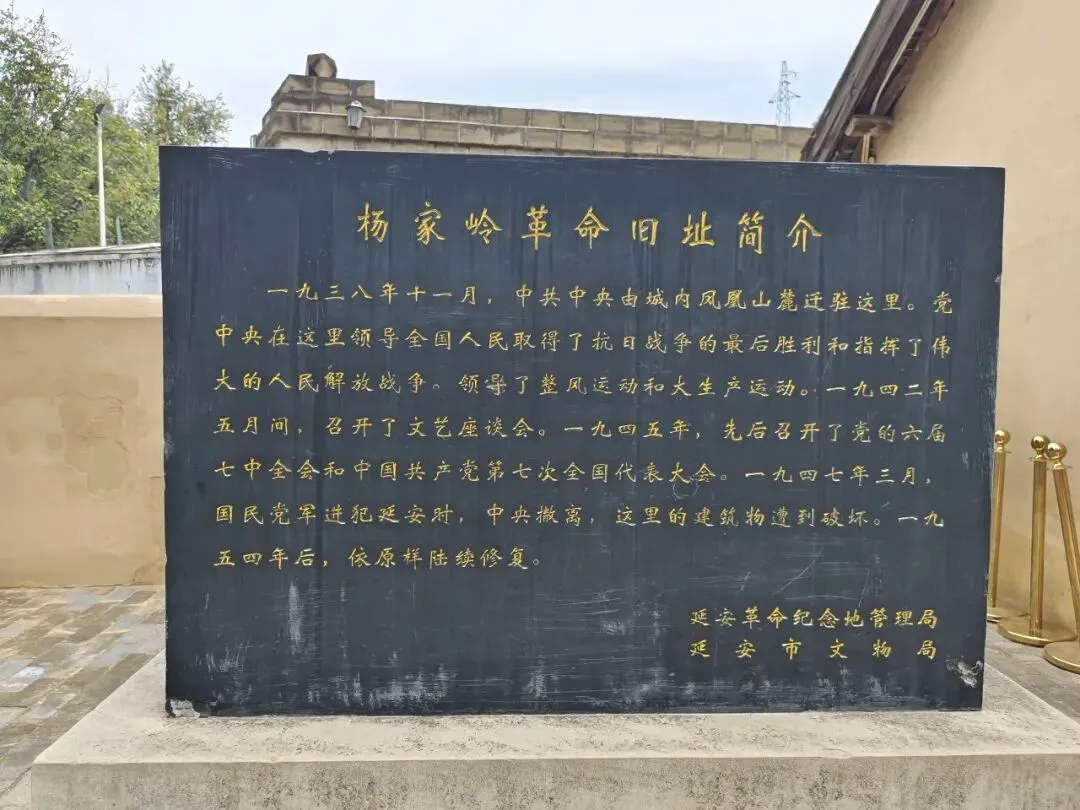 杨家岭革命旧址简介
一九三八年十一月，中共中央由城内凤凰山麓迁驻这里。党
中央在这里领导全国人民取得了抗日战争的最后胜利和指挥了伟
大的人民解放战争。领导了整风运动和大生产运动。一九四二年
五月间，召开了文艺座谈会。一九四五年，先后召开了党的六届
七中全会和中国共产党第七次全国代表大会。一九四七年三月，
国民党军进犯延安时，中央撤离，这里的建筑物遭到破坏。一九
五四年后，依原样陆续修复。
延安革命纪念地管理局
延安市文物局